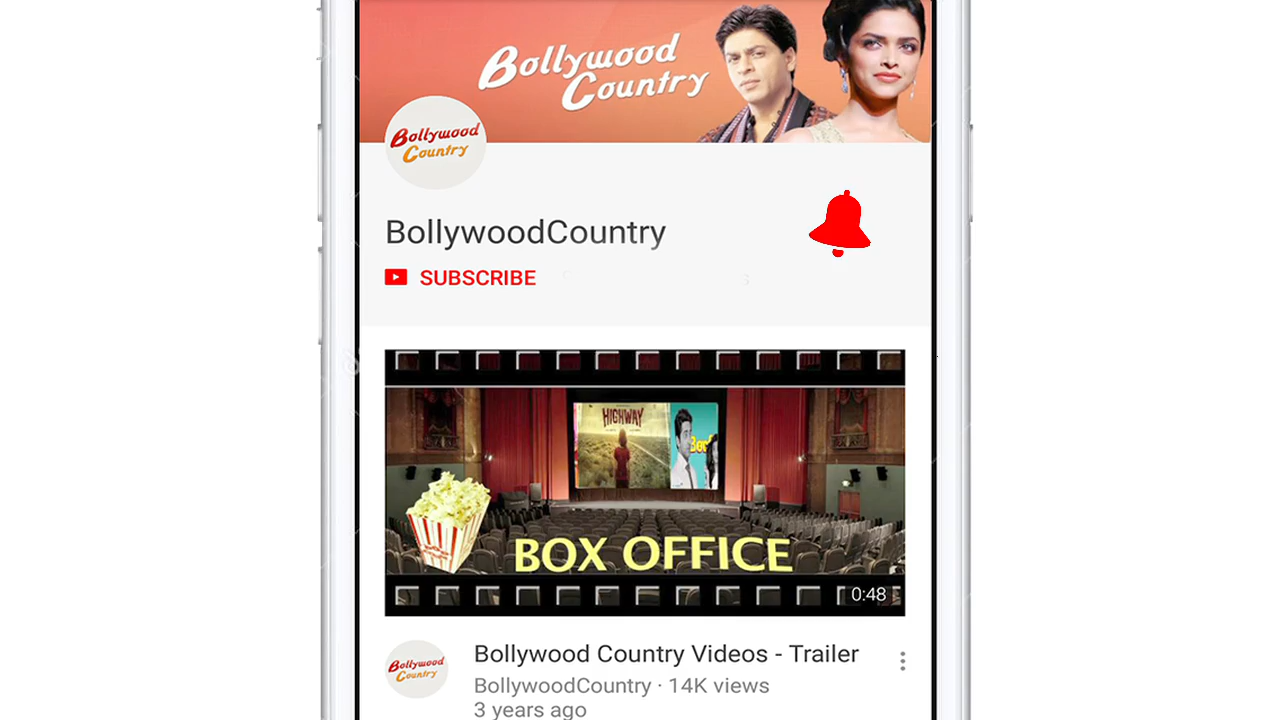 Bollywood
Country
Bollywood
Country
BollywoodCountry
SUBSCRIBE
HIGHWAY
BOX OFFICE
0:48
Bollywood
Country
Bollywood Country Videos - Trailer
BollywoodCountry · 14K views
3 years ago